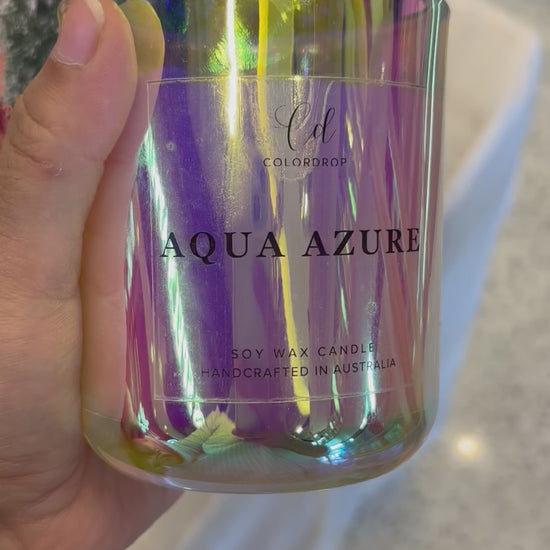 Cd
COLORDROP
AQUA AZURE
SOY WAX CANDLE
HANDCRAFTED IN AUSTRALIA